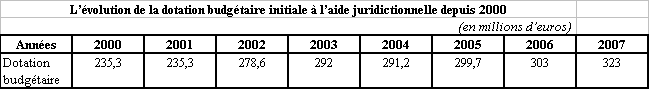 L'évolution de la dotation budgétaire initiale à l'aide juridictionnelle depuis 2000
(en millions d'euros)
Années 2000 2001 2002 2003 2004 2005 2006 2007
Dotation 235,3 235,3 278,6 292 291,2 299,7 303 323
budgétaire